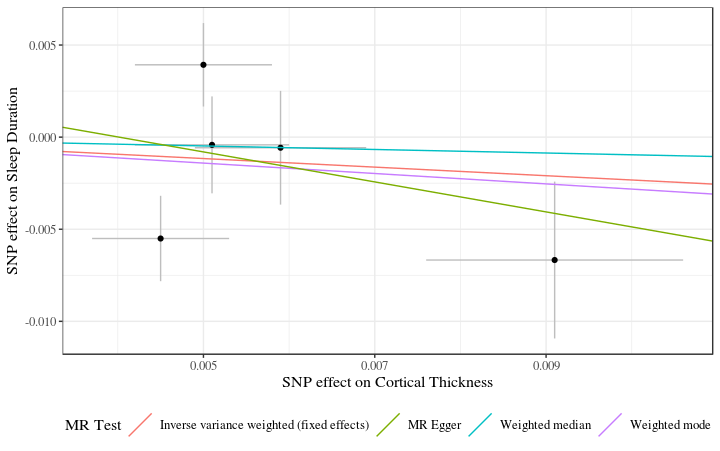 0.005
0.000
-0.005
-0.010
SNP effect on Sleep Duration
0.005 0.007 0.009
SNP effect on Cortical Thickness
MR Test Inverse variance weighted (fixed effects) MR Egger Weighted median Weighted mode